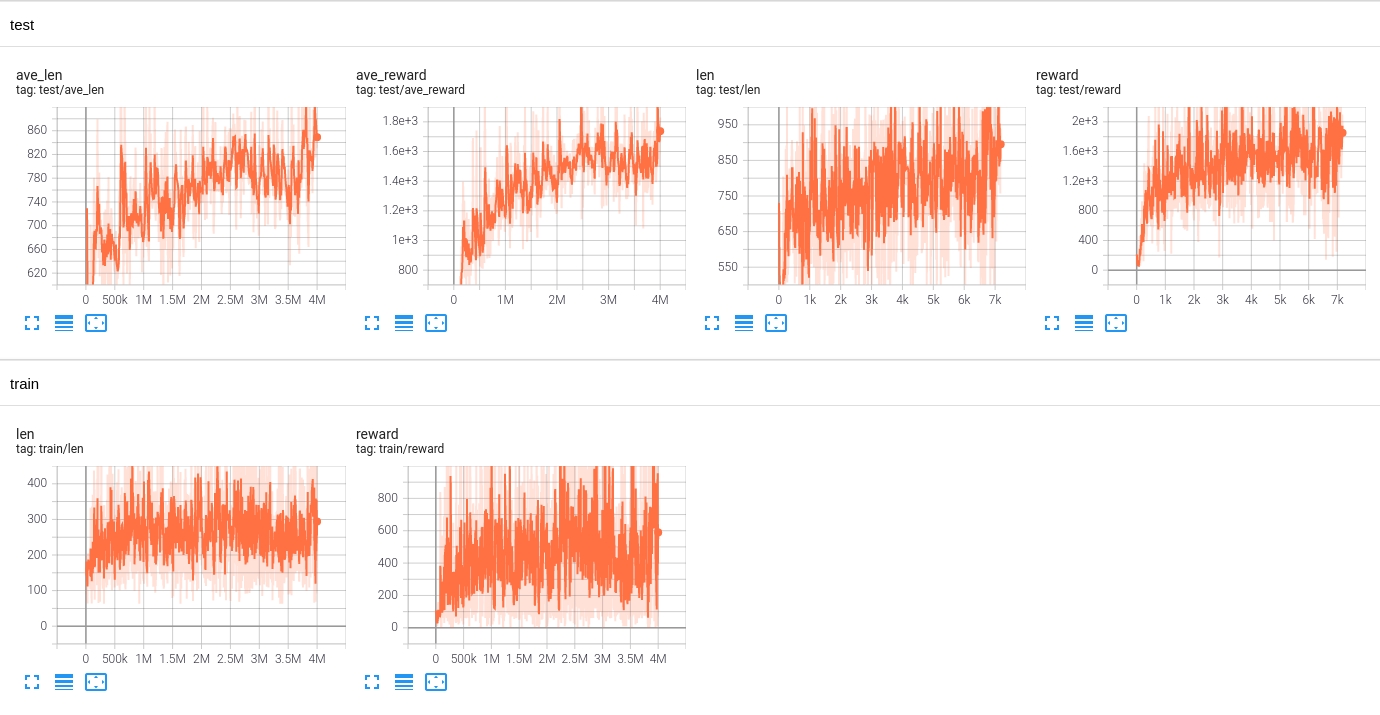 test
ave_len
tag: test/ave_len
860
820
780
740
700
660
620
0 500k 1M 1.5M 2M 2.5M 3M 3.5M 4M
ave_reward
tag: test/ave_reward
1.8e+3
1.6e+3
1.4e+3
1.2e+3
1e+3
800
0 1M 2M 3M 4M
len
tag: test/len
950
850
750
650
550
0 1k 2k 3k 4k 5k 6k 7k
reward
tag: test/reward
2e+3
1.6e+3
1.2e+3
800
400
0
0 1k 2k 3k 4k 5k 6k 7k
train
len
tag: train/len
400
300
200
100
0
0 500k 1M 1.5M 2M 2.5M 3M 3.5M 4M
reward
tag: train/reward
800
600
400
200
0
0 500k 1M 1.5M 2M 2.5M 3M 3.5M 4M